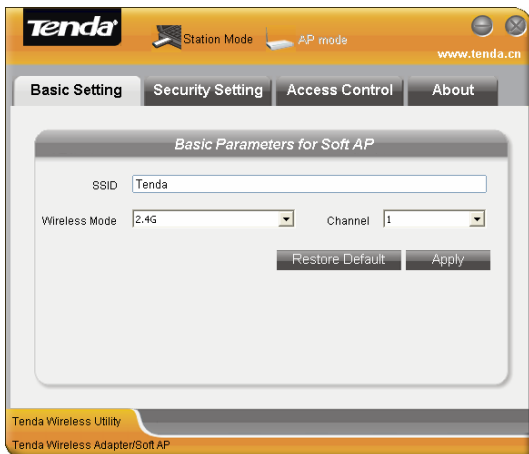 Tenda
Station Mode
AP mode
www.tenda.cn
Basic Setting
Security Setting
Access Control
About
Basic Parameters for Soft AP
SSID
Tenda
Wireless Mode
2.4G
Channel
1
Restore Default
Apply
Tenda Wireless Utility
Tenda Wireless Adapter/Soft AP